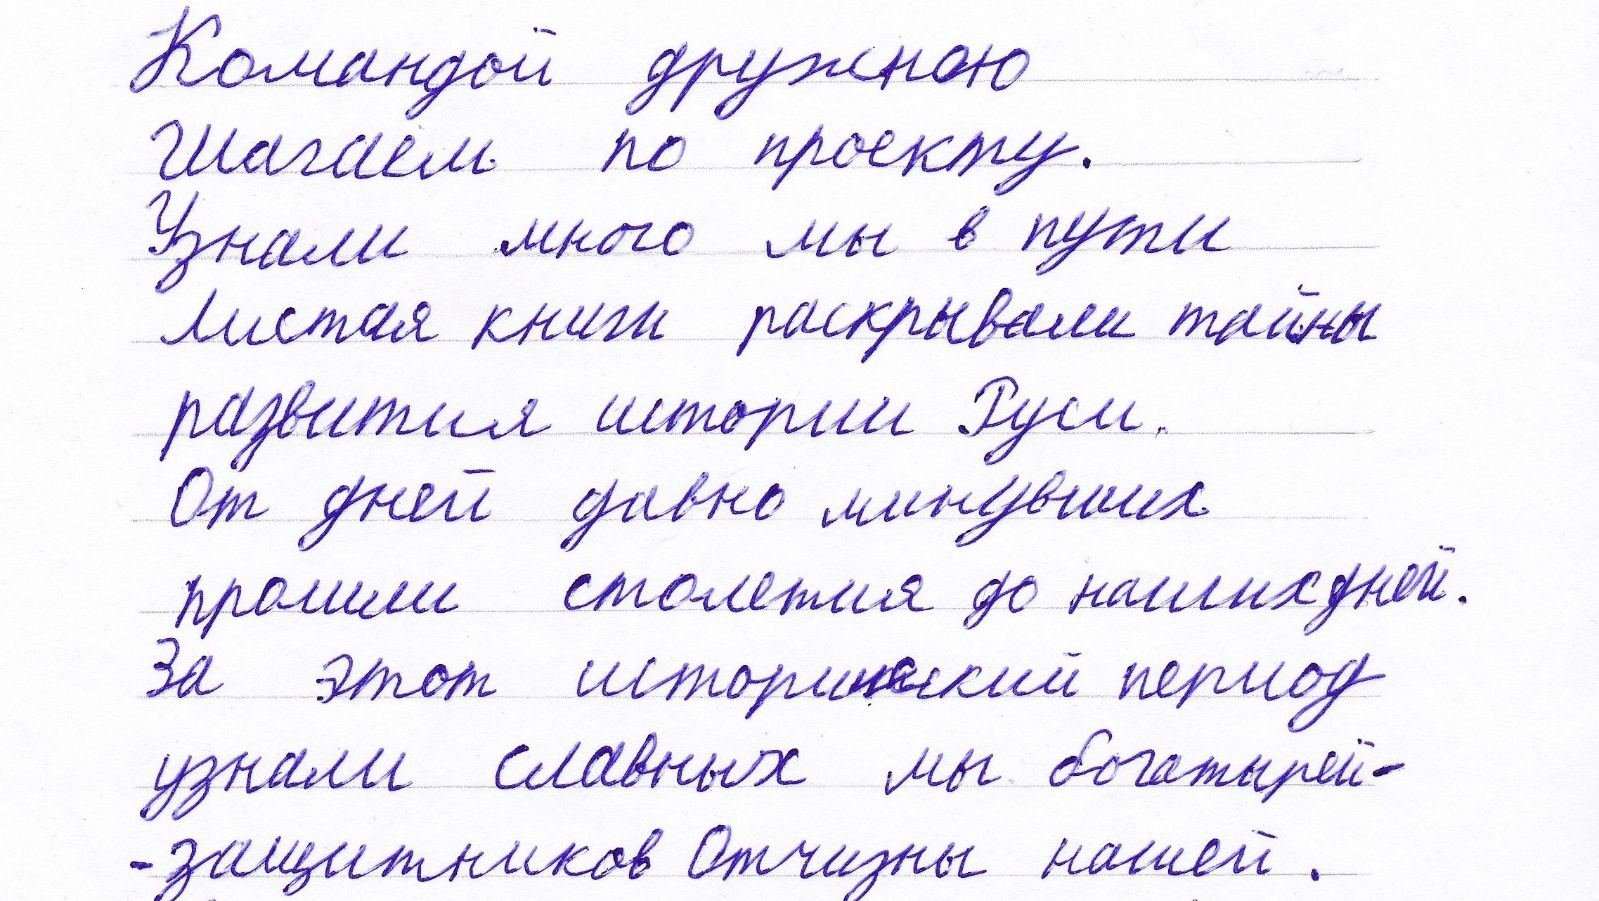 Командой дружною
Шагаем по проекту.
Узнали много мы в пути
Листая книги раскрывали тайны
развития истории Руси.
От дней давно минувших
прошли столетия до наших дней.
За этот исторический период
узнали славных мы богатырей-
-защитников Отчизны нашей.